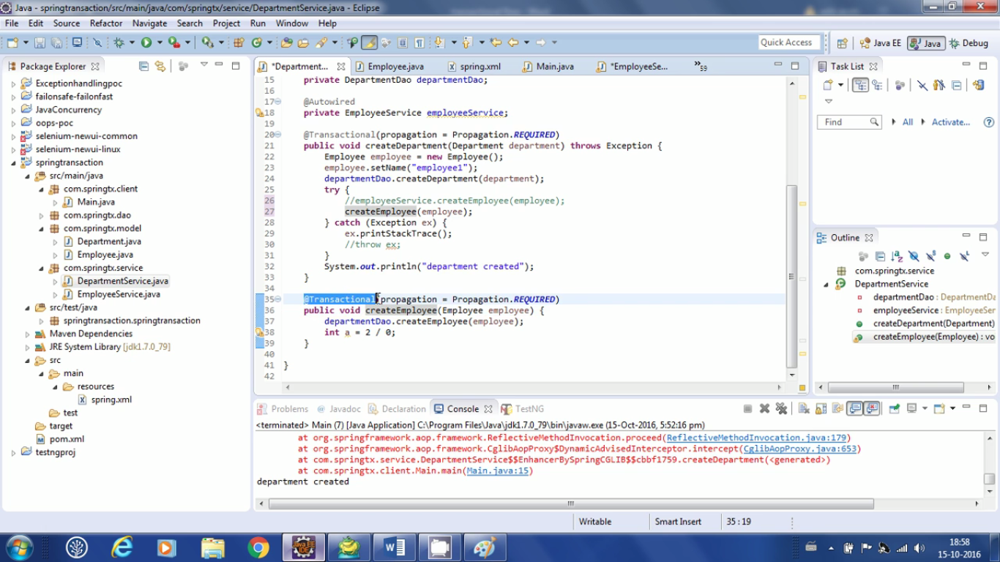 Java - springtransaction/src/main/java/com/springtx/service/DepartmentService.java - Eclipse
File Edit Source Refactor Navigate Search Project Run Window Help
Quick Access
Java EE
Java
Debug
Package Explorer
Exceptionhandlingpoc
failonsafe-failonfast
JavaConcurrency
oops-poc
selenium-newui-common
selenium-newui-linux
springtransaction
src/main/java
com.springtx.client
Main.java
com.springtx.dao
com.springtx.model
Department.java
Employee.java
com.springtx.service
DepartmentService.java
EmployeeService.java
src/test/java
springtransaction.springtransaction
Maven Dependencies
JRE System Library [jdk1.7.0_79]
src
main
resources
spring.xml
test
target
pom.xml
testngproj
*Department... Employee.java spring.xml Main.java *EmployeeSe... »59
15 private DepartmentDao departmentDao;
16
17 @Autowired
18 private EmployeeService employeeService;
19
20 @Transactional(propagation = Propagation.REQUIRED)
21 public void createDepartment(Department department) throws Exception {
22 Employee employee = new Employee();
23 employee.setName("employee1");
24 departmentDao.createDepartment(department);
25 try {
26 //employeeService.createEmployee(employee);
27 createEmployee(employee);
28 } catch (Exception ex) {
29 ex.printStackTrace();
30 //throw ex;
31 }
32 System.out.println("department created");
33 }
34
35 @Transactional(propagation = Propagation.REQUIRED)
36 public void createEmployee(Employee employee) {
37 departmentDao.createEmployee(employee);
38 int a = 2 / 0;
39 }
40
41 }
42
Task List
Find
All
Activate...
Outline
com.springtx.service
DepartmentService
departmentDao : DepartmentDa
employeeService : EmployeeSer
createDepartment(Department)
createEmployee(Employee) : vo
Problems @ Javadoc Declaration Console TestNG
<terminated> Main (7) [Java Application] C:\Program Files\Java\jdk1.7.0_79\bin\javaw.exe (15-Oct-2016, 5:52:16 pm)
at org.springframework.aop.framework.ReflectiveMethodInvocation.proceed(ReflectiveMethodInvocation.java:179)
at org.springframework.aop.framework.CglibAopProxy$DynamicAdvisedInterceptor.intercept(CglibAopProxy.java:653)
at com.springtx.service.DepartmentService$$EnhancerBySpringCGLIB$$cbbf1759.createDepartment(<generated>)
at com.springtx.client.Main.main(Main.java:15)
department created
Writable Smart Insert 35 : 19
Java EE IDE
18:58
15-10-2016